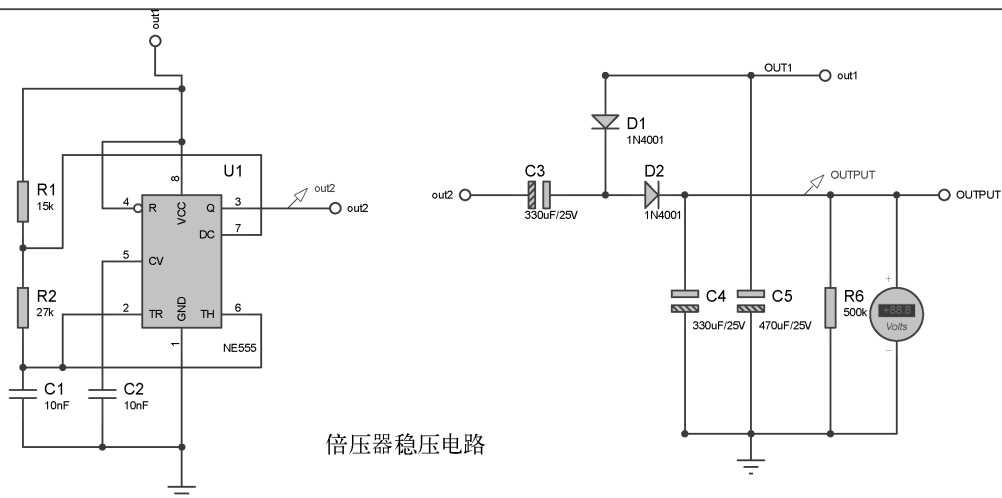 out1
OUT1
out1
D1
1N4001
U1
C3
D2
R1
15k
8
4
R
VCC
Q
3
out2
out2
OUTPUT
out2
330uF/25V
1N4001
OUTPUT
DC
7
5
CV
R2
27k
2
TR
GND
TH
6
C4
330uF/25V
C5
470uF/25V
R6
500k
+
+88.8
Volts
−
1
NE555
C1
10nF
C2
10nF
倍压器稳压电路